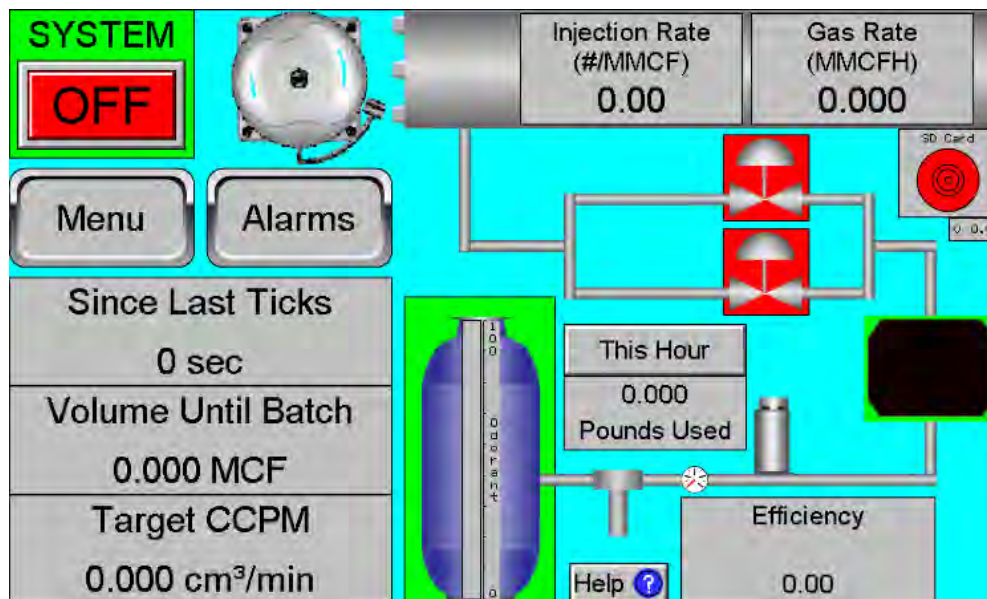 SYSTEM
OFF
Menu
Alarms
Since Last Ticks
0 sec
Volume Until Batch
0.000 MCF
Target CCPM
0.000 cm³/min
Injection Rate
(#/MMCF)
0.00
Gas Rate
(MMCFH)
0.000
SD Card
100
Odorant
0
This Hour
0.000
Pounds Used
Efficiency
0.00
Help ?